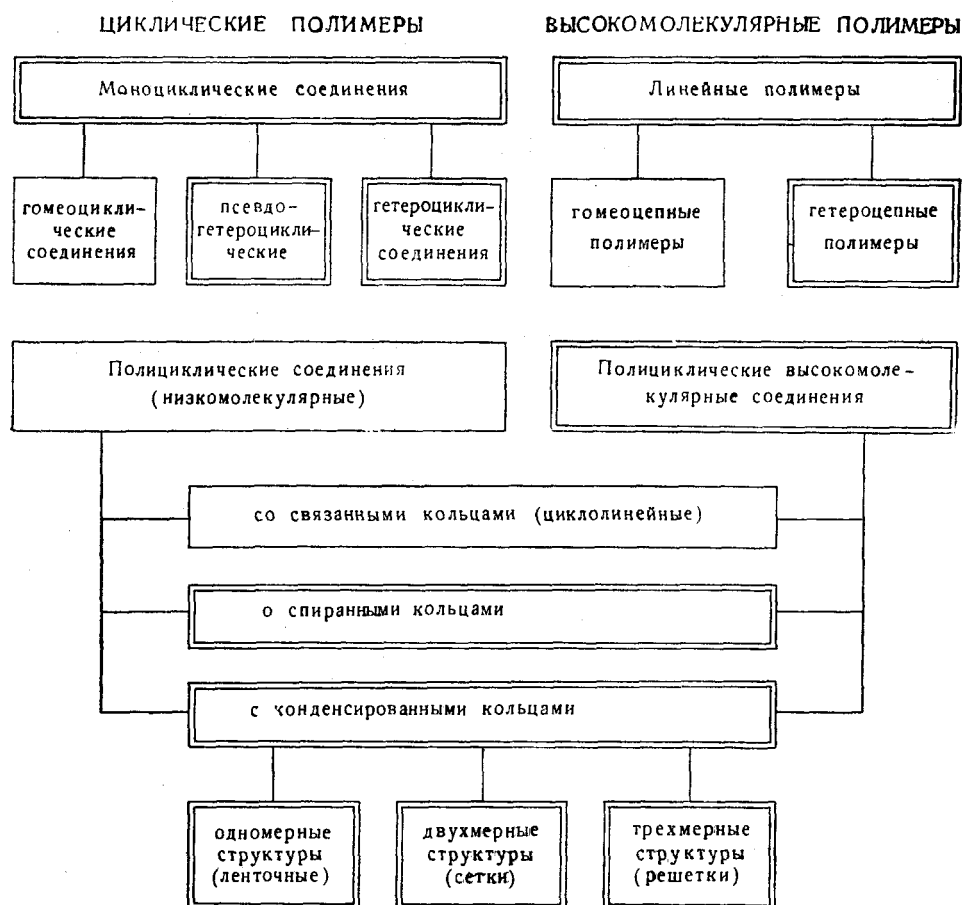 ЦИКЛИЧЕСКИЕ ПОЛИМЕРЫ
ВЫСОКОМОЛЕКУЛЯРНЫЕ ПОЛИМЕРЫ
Моноциклические соединения
Линейные полимеры
гомеоцикли-
ческие
соединения
псевдо-
гетероцикли-
ческие
гетероцикли-
ческие
соединения
гомеоцепные
полимеры
гетероцепные
полимеры
Полициклические соединения
(низкомолекулярные)
Полициклические высокомоле-
кулярные соединения
со связанными кольцами (циклолинейные)
о спиранными кольцами
с конденсированными кольцами
одномерные
структуры
(ленточные)
двухмерные
структуры
(сетки)
трехмерные
структуры
(решетки)